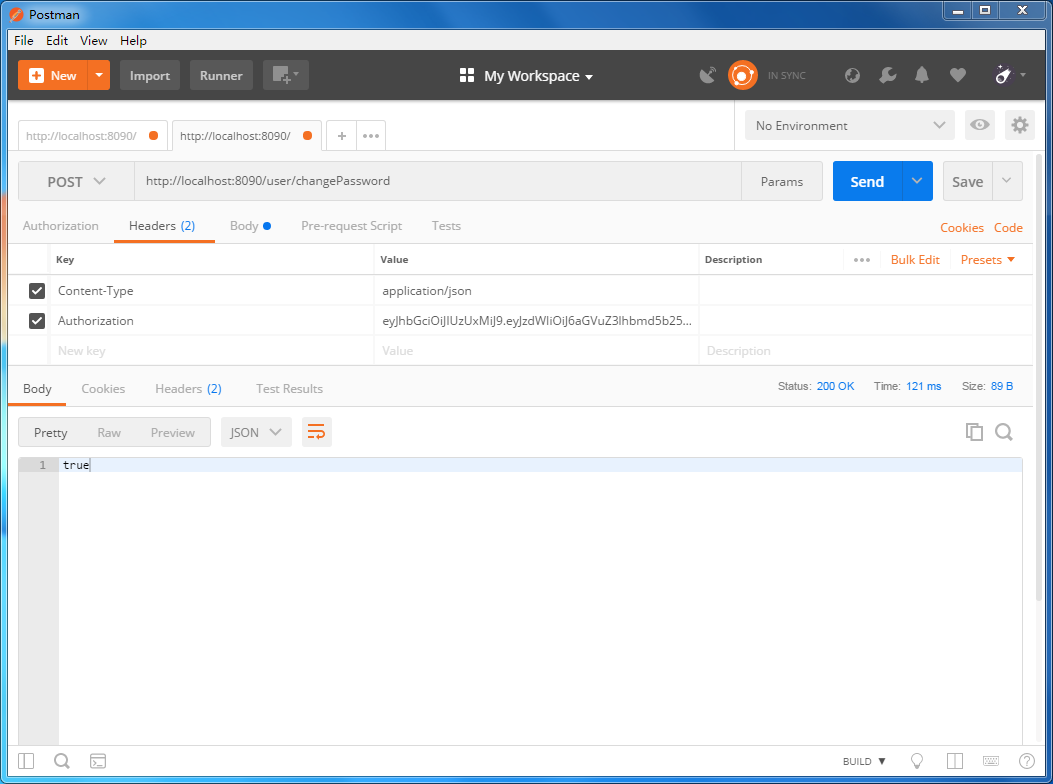 Postman
File Edit View Help
New Import Runner My Workspace IN SYNC
http://localhost:8090/ http://localhost:8090/ + No Environment
POST http://localhost:8090/user/changePassword Params Send Save
Authorization Headers (2) Body Pre-request Script Tests Cookies Code
Key Value Description Bulk Edit Presets
Content-Type application/json
Authorization eyJhbGciOiJIUzUxMiJ9.eyJzdWIiOiJ6aGVuZ3lhbmd5b25...
New key Value Description
Body Cookies Headers (2) Test Results Status: 200 OK Time: 121 ms Size: 89 B
Pretty Raw Preview JSON
1 true
BUILD